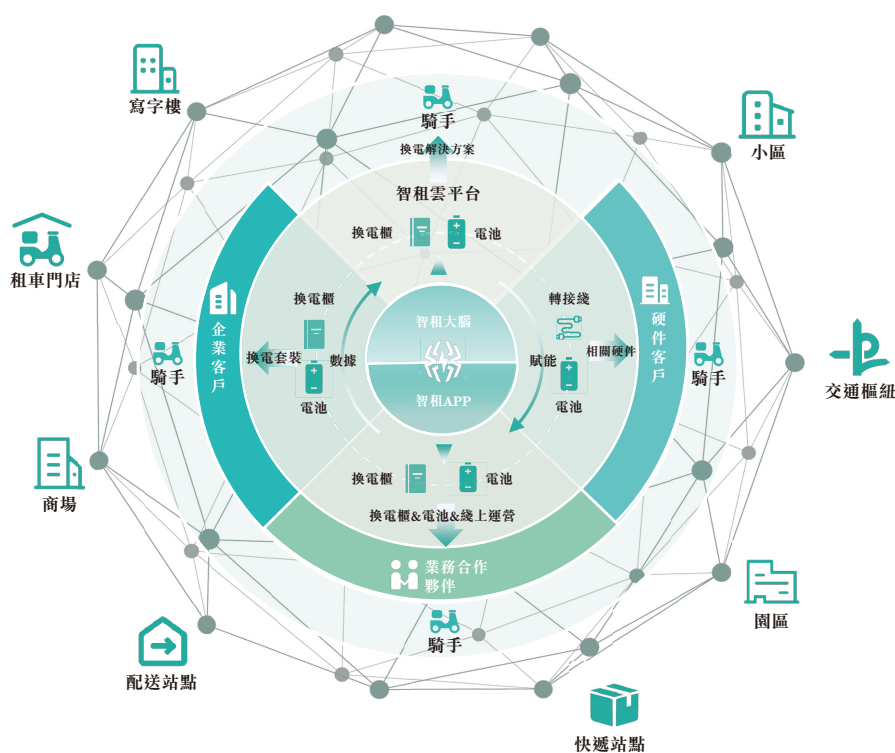 寫字樓
騎手
換電解決方案
小區
智租雲平台
換電櫃
電池
租車門店
換電櫃
轉接綫
智租大腦
企業客戶
硬件客戶
騎手
換電套裝
數據
賦能
相關硬件
騎手
交通樞紐
智租APP
電池
電池
商場
換電櫃
電池
換電櫃&電池&綫上運營
業務合作
夥伴
園區
騎手
配送站點
快遞站點